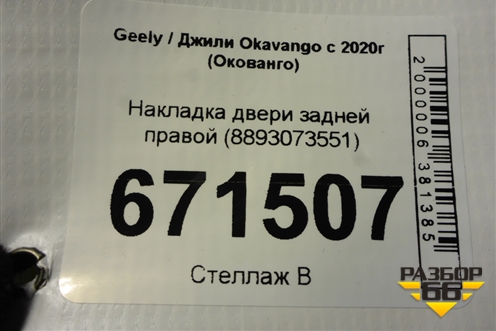 Geely / Джили Okavango с 2020г
(Окованго)
Накладка двери задней
правой (8893073551)
671507
Стеллаж В
2000006381385
РАЗБОР
66